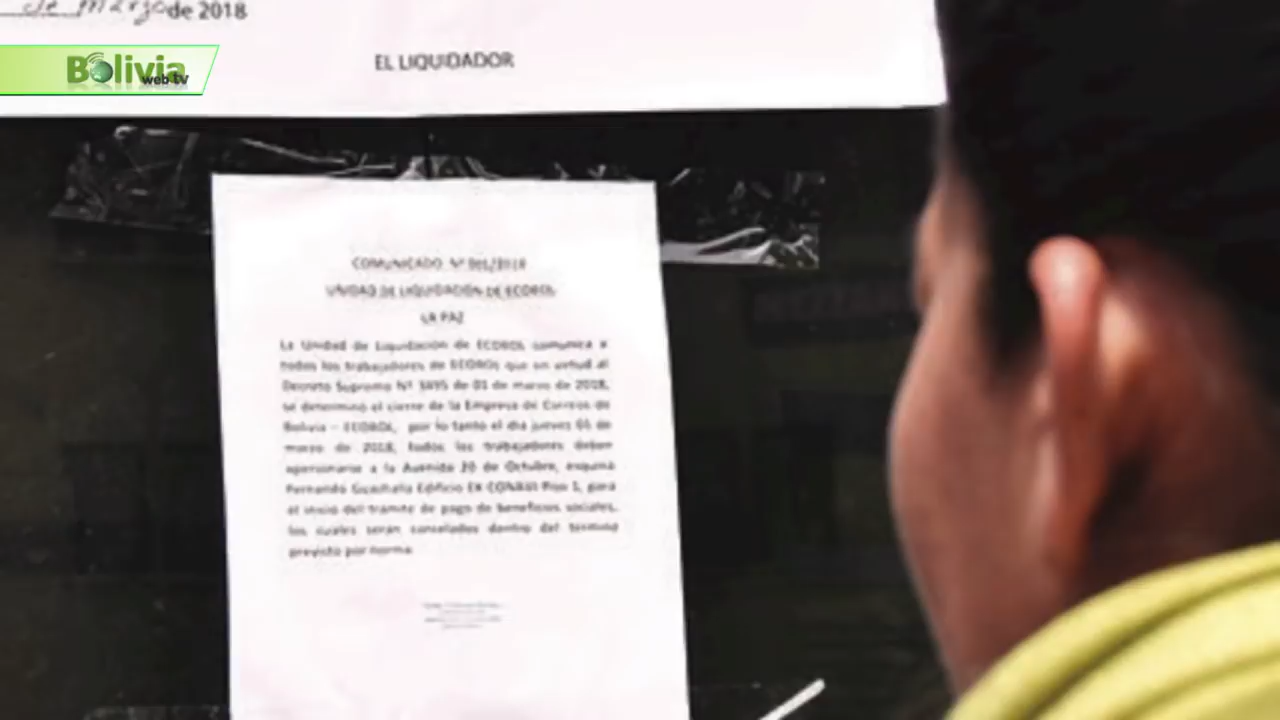 de Marzo de 2018
Bolivia
web tv
EL LIQUIDADOR
COMUNICADO Nº 001/2018
UNIDAD DE LIQUIDACIÓN DE ECOBOL
LA PAZ
La Unidad de Liquidación de ECOBOL comunica a
todos los trabajadores de ECOBOL que en virtud al
Decreto Supremo Nº 3495 de 01 de marzo de 2018,
se determinó el cierre de la Empresa de Correos de
Bolivia – ECOBOL, por lo tanto el día jueves de
marzo de 2018, todos los trabajadores deben
apersonarse a la Avenida 20 de Octubre, esquina
Fernando Guachalla Edificio EX CONAVI Piso 1, para
el inicio del trámite de pago de beneficios sociales,
los cuales serán cancelados dentro del término
previsto por norma.